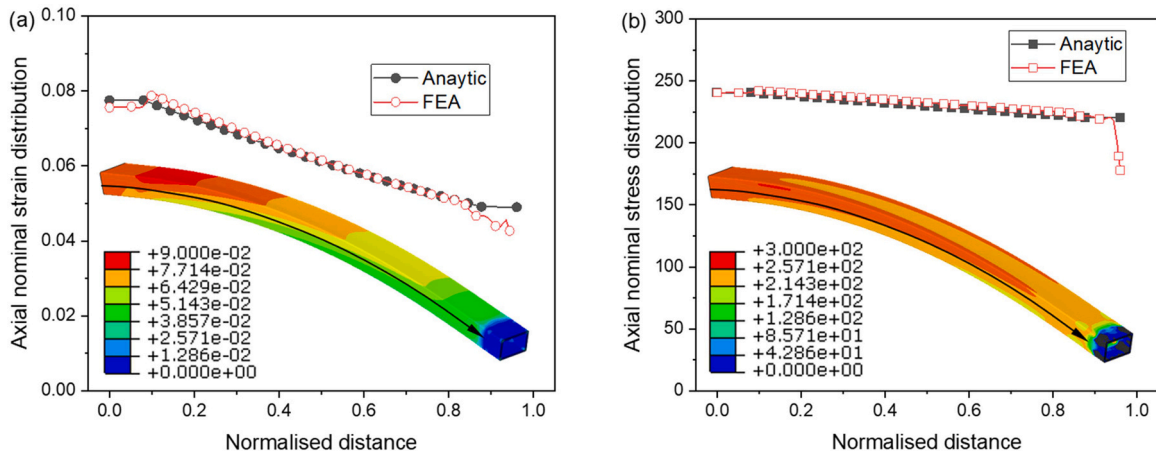 (a)
Axial nominal strain distribution
0.10
0.08
0.06
0.04
0.02
0.00
Anaytic
FEA
+9.000e-02
+7.714e-02
+6.429e-02
+5.143e-02
+3.857e-02
+2.571e-02
+1.286e-02
+0.000e+00
0.0 0.2 0.4 0.6 0.8 1.0
Normalised distance
(b)
Axial nominal stress distribution
300
250
200
150
100
50
0
Anaytic
FEA
+3.000e+02
+2.571e+02
+2.143e+02
+1.714e+02
+1.286e+02
+8.571e+01
+4.286e+01
+0.000e+00
0.0 0.2 0.4 0.6 0.8 1.0
Normalised distance